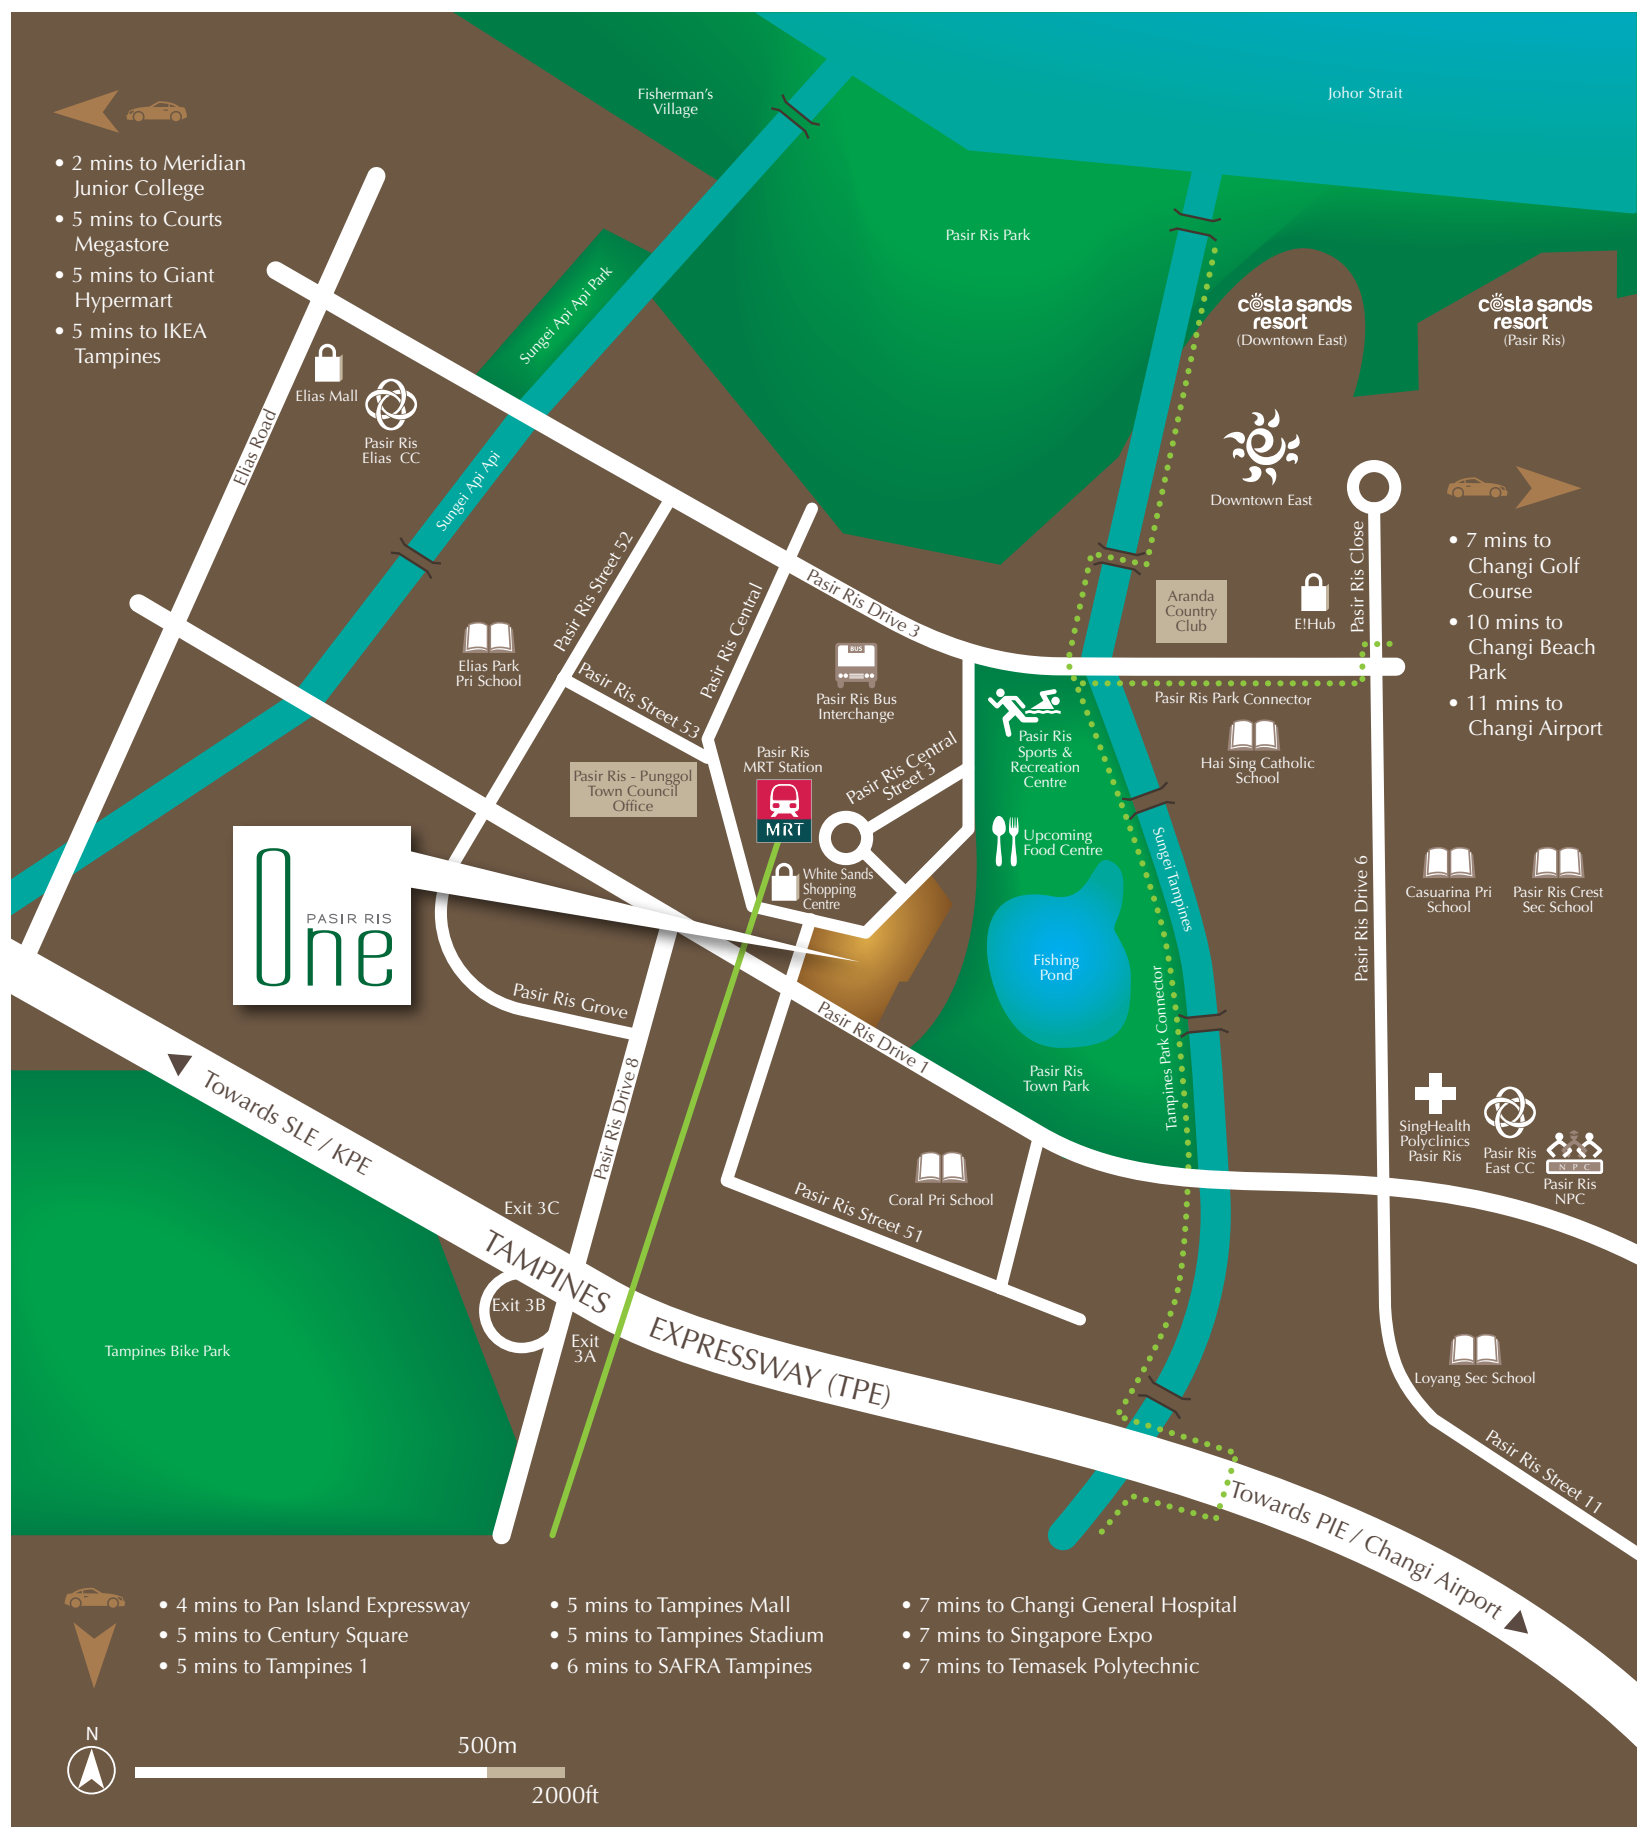 Fisherman's
Village
Johor Strait
• 2 mins to Meridian
Junior College
• 5 mins to Courts
Megastore
• 5 mins to Giant
Hypermart
• 5 mins to IKEA
Tampines
Pasir Ris Park
Sungei Api Api Park
costa sands
resort
(Downtown East)
costa sands
resort
(Pasir Ris)
Elias Mall
Pasir Ris
Elias CC
Elias Road
Sungei Api Api
Downtown East
Pasir Ris Close
• 7 mins to
Changi Golf
Course
• 10 mins to
Changi Beach
Park
• 11 mins to
Changi Airport
Pasir Ris Street 52
Pasir Ris Central
Pasir Ris Drive 3
Aranda
Country
Club
E!Hub
Elias Park
Pri School
Pasir Ris Street 53
BUS
Pasir Ris Bus
Interchange
Pasir Ris Park Connector
Pasir Ris
Sports &
Recreation
Centre
Hai Sing Catholic
School
Pasir Ris
MRT Station
MRT
Pasir Ris Central
Street 3
Pasir Ris - Punggol
Town Council
Office
Upcoming
Food Centre
Sungei Tampines
White Sands
Shopping
Centre
Pasir Ris Drive 6
Casuarina Pri
School
Pasir Ris Crest
Sec School
PASIR RIS
One
Fishing
Pond
Pasir Ris Grove
Pasir Ris Drive 1
Tampines Park Connector
Pasir Ris
Town Park
Towards SLE / KPE
Pasir Ris Drive 8
SingHealth
Polyclinics
Pasir Ris
Pasir Ris
East CC
NPC
Pasir Ris
NPC
Coral Pri School
Pasir Ris Street 51
Exit 3C
TAMPINES
EXPRESSWAY (TPE)
Exit 3B
Exit
3A
Tampines Bike Park
Loyang Sec School
Pasir Ris Street 11
Towards PIE / Changi Airport
• 4 mins to Pan Island Expressway
• 5 mins to Century Square
• 5 mins to Tampines 1
• 5 mins to Tampines Mall
• 5 mins to Tampines Stadium
• 6 mins to SAFRA Tampines
• 7 mins to Changi General Hospital
• 7 mins to Singapore Expo
• 7 mins to Temasek Polytechnic
N
500m
2000ft